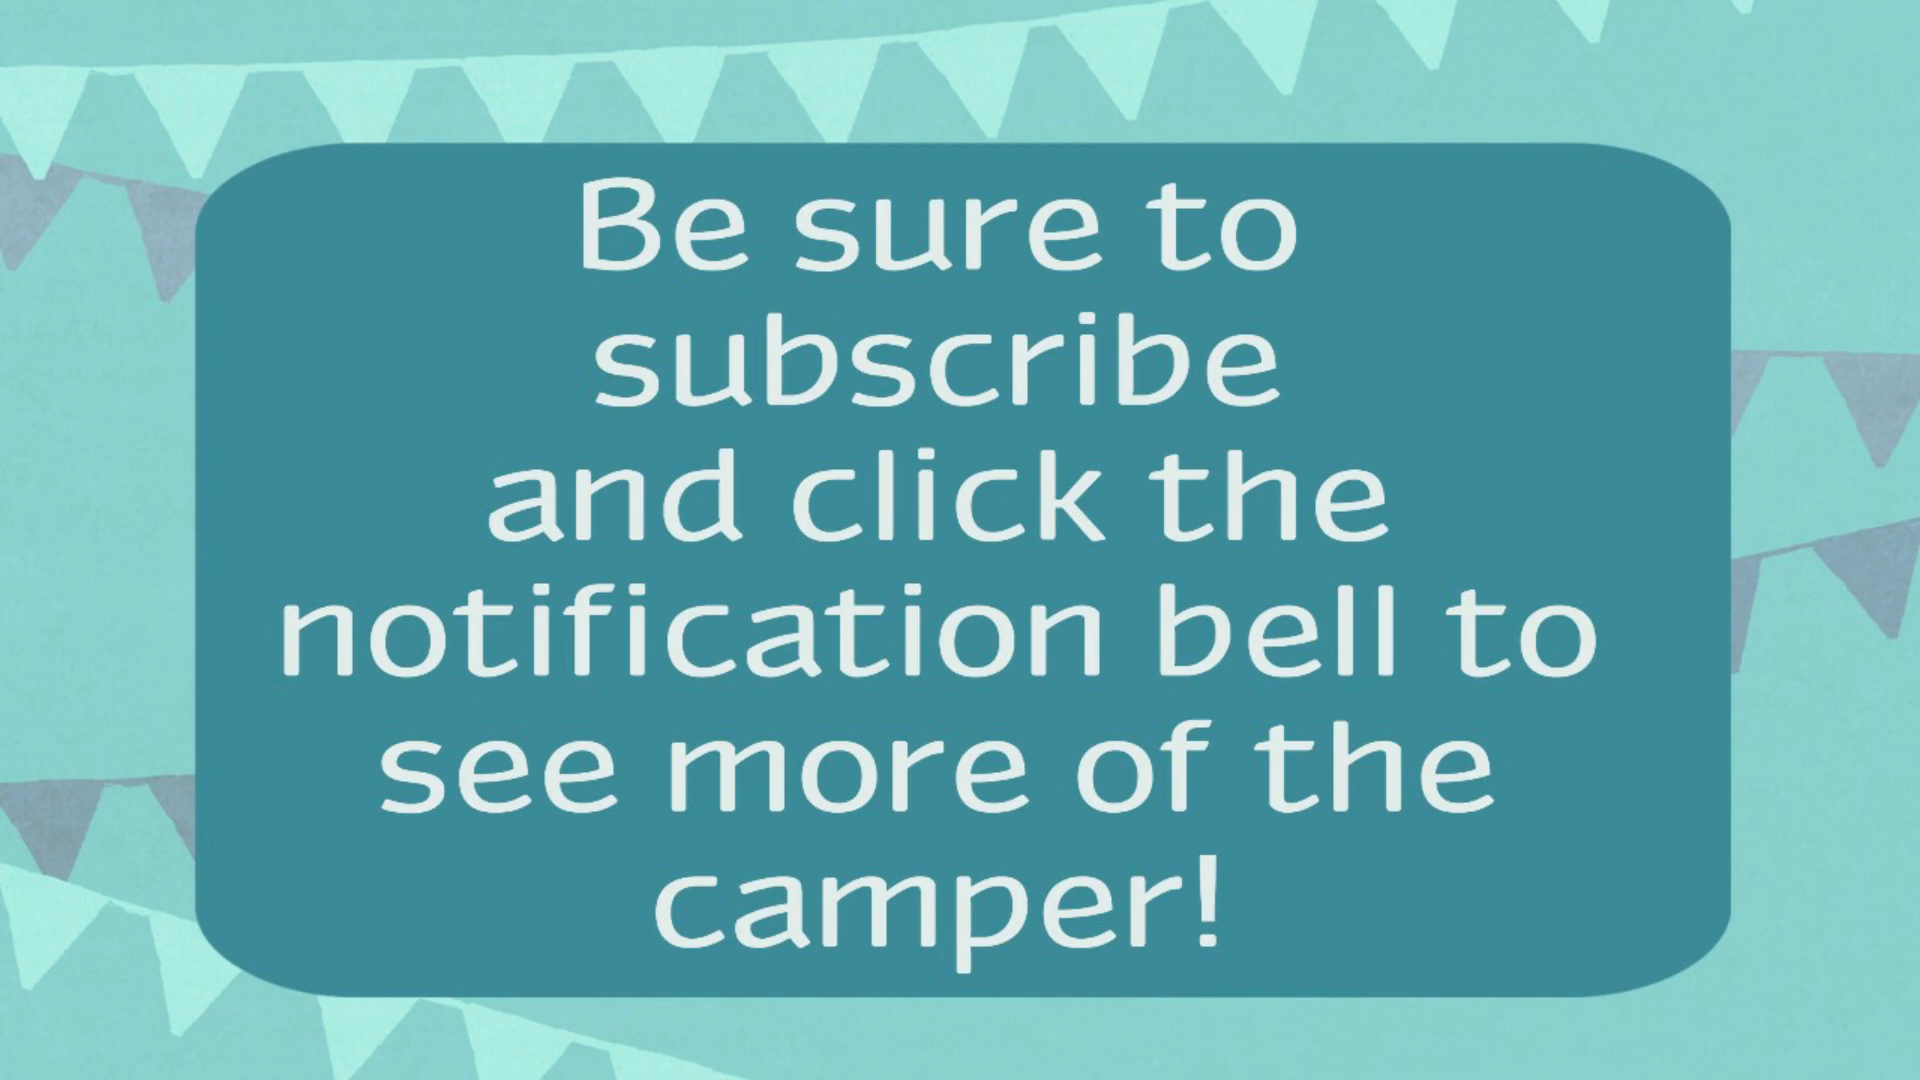 Be sure to
subscribe
and click the
notification bell to
see more of the
camper!